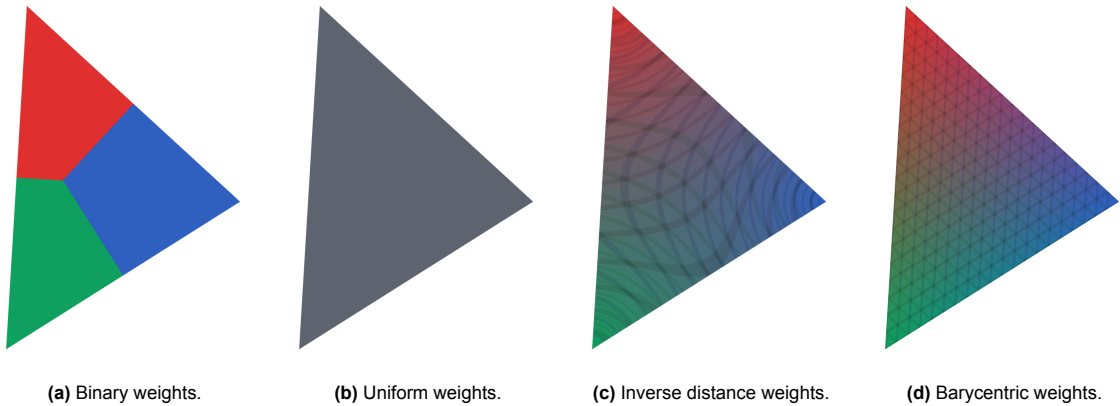 (a) Binary weights.
(b) Uniform weights.
(c) Inverse distance weights.
(d) Barycentric weights.